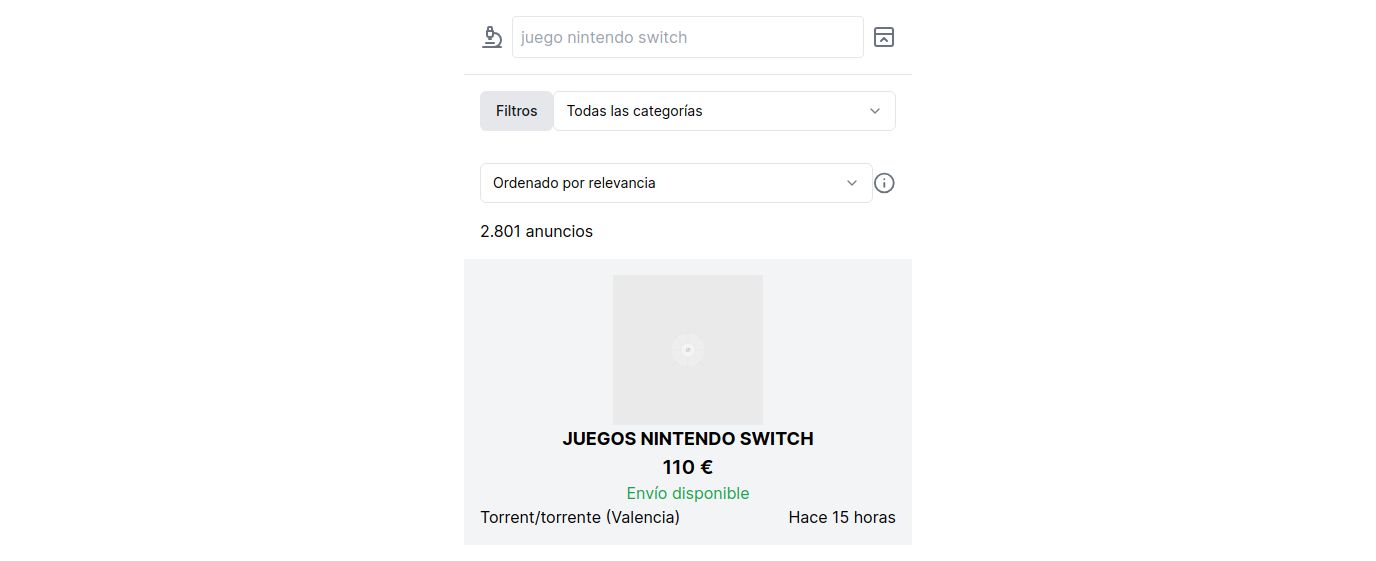 juego nintendo switch
Filtros
Todas las categorías
Ordenado por relevancia
2.801 anuncios
JUEGOS NINTENDO SWITCH
110 €
Envío disponible
Torrent/torrente (Valencia)
Hace 15 horas